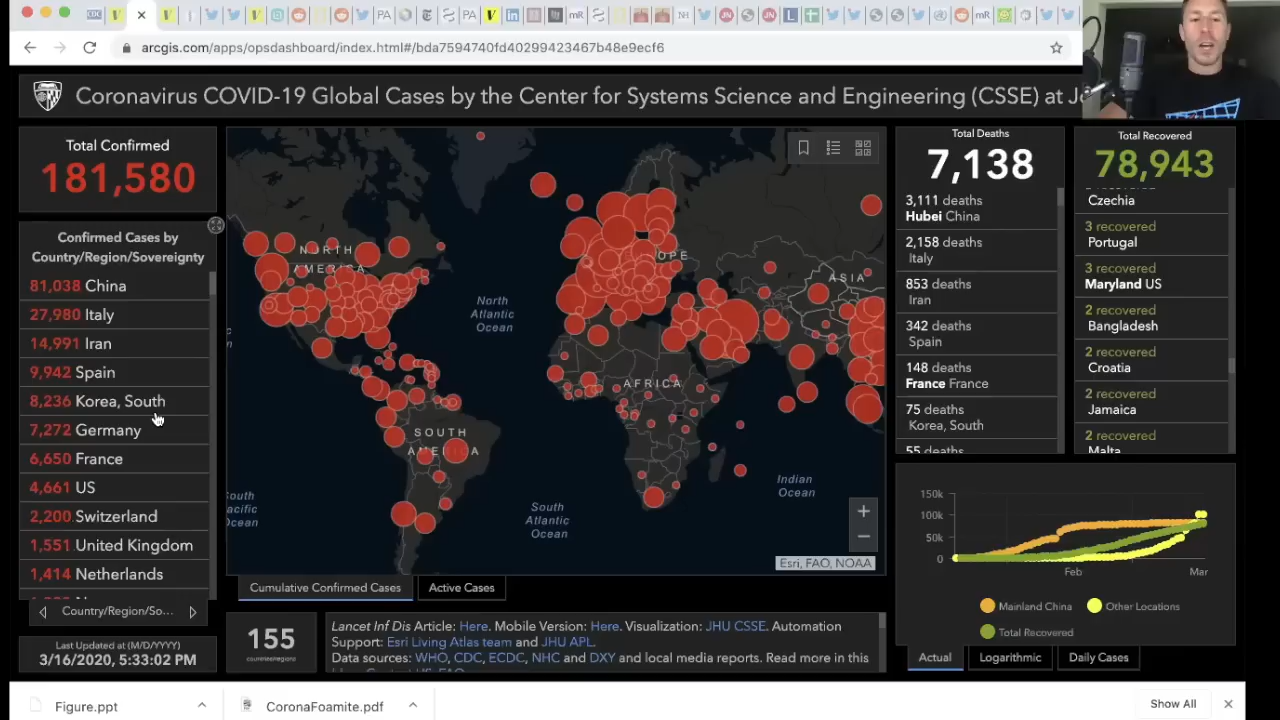 arcgis.com/apps/opsdashboard/index.html#/bda7594740fd40299423467b48e9ecf6
Coronavirus COVID-19 Global Cases by the Center for Systems Science and Engineering (CSSE) at
Total Confirmed
181,580
Confirmed Cases by
Country/Region/Sovereignty
81,038 China
27,980 Italy
14,991 Iran
9,942 Spain
8,236 Korea, South
7,272 Germany
6,650 France
4,661 US
2,200 Switzerland
1,551 United Kingdom
1,414 Netherlands
Country/Region/So...
Last Updated at (M/D/YYYY)
3/16/2020, 5:33:02 PM
NORTH
AMERICA
North
Atlantic
Ocean
ASIA
AFRICA
SOUTH
AMERICA
Indian
Ocean
South
Atlantic
Ocean
+
−
Esri, FAO, NOAA
Cumulative Confirmed Cases
Active Cases
155
countries/regions
Lancet Inf Dis Article: Here. Mobile Version: Here. Visualization: JHU CSSE. Automation
Support: Esri Living Atlas team and JHU APL.
Data sources: WHO, CDC, ECDC, NHC and DXY and local media reports. Read more in this
Total Deaths
7,138
3,111 deaths
Hubei China
2,158 deaths
Italy
853 deaths
Iran
342 deaths
Spain
148 deaths
France France
75 deaths
Korea, South
55 deaths
Total Recovered
78,943
Czechia
3 recovered
Portugal
3 recovered
Maryland US
2 recovered
Bangladesh
2 recovered
Croatia
2 recovered
Jamaica
2 recovered
Malta
150k
100k
50k
0
Feb
Mar
Mainland China
Other Locations
Total Recovered
Actual
Logarithmic
Daily Cases
Figure.ppt
CoronaFoamite.pdf
Show All